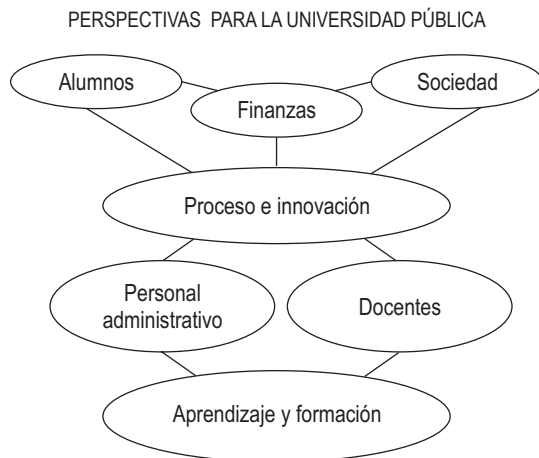 PERSPECTIVAS PARA LA UNIVERSIDAD PÚBLICA
Alumnos
Sociedad
Finanzas
Proceso e innovación
Personal
administrativo
Docentes
Aprendizaje y formación